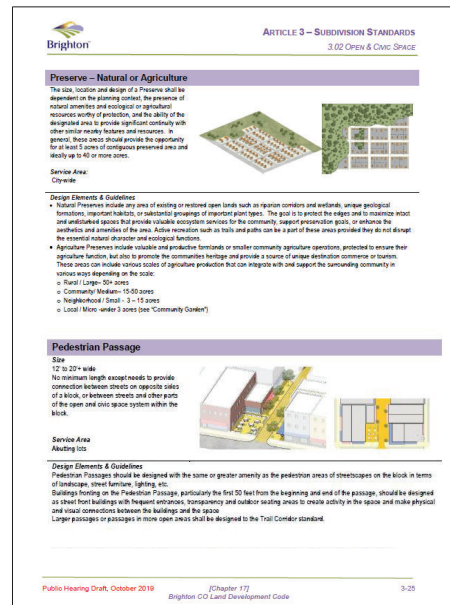 Brighton
ARTICLE 3 – SUBDIVISION STANDARDS
3.02 OPEN & CIVIC SPACE
Preserve – Natural or Agriculture
The size, location and design of a Preserve shall be
dependent on the planning context, the presence of
natural amenities and ecological or agricultural
resources worthy of protection, and the ability of the
designated area to provide significant continuity with
other similar nearby features and resources. In
general, these areas should provide the opportunity
for at least 5 acres of contiguous preserved area and
ideally up to 40 or more acres.
Service Area:
City-wide
Design Elements & Guidelines
• Natural Preserves include any area of existing or restored open lands such as riparian corridors and wetlands, unique geological
formations, important habitats, or substantial groupings of important plant types. The goal is to protect the edges and to maximize intact
and undisturbed spaces that provide valuable ecosystem services for the community, support preservation goals, or enhance the
aesthetics and amenities of the area. Active recreation such as trails and paths can be a part of these areas provided they do not disrupt
the essential natural character and ecological functions.
• Agriculture Preserves include valuable and productive farmlands or smaller community agriculture operations, protected to ensure their
agriculture function, but also to promote the communities heritage and provide a source of unique destination commerce or tourism.
These areas can include various scales of agriculture production that can integrate with and support the surrounding community in
various ways depending on the scale:
o Rural / Large– 50+ acres
o Community/ Medium– 15-50 acres
o Neighborhood / Small - 3 – 15 acres
o Local / Micro -under 3 acres (see "Community Garden")
Pedestrian Passage
Size
12' to 20'+ wide
No minimum length except needs to provide
connection between streets on opposite sides
of a block, or between streets and other parts
of the open and civic space system within the
block.
Service Area
Abutting lots
Design Elements & Guidelines
Pedestrian Passages should be designed with the same or greater amenity as the pedestrian areas of streetscapes on the block in terms
of landscape, street furniture, lighting, etc.
Buildings fronting on the Pedestrian Passage, particularly the first 50 feet from the beginning and end of the passage, should be designed
as street front buildings with frequent entrances, transparency and outdoor seating areas to create activity in the space and make physical
and visual connections between the buildings and the space
Larger passages or passages in more open areas shall be designed to the Trail Corridor standard.
Public Hearing Draft, October 2019
[Chapter 17]
3-25
Brighton CO Land Development Code